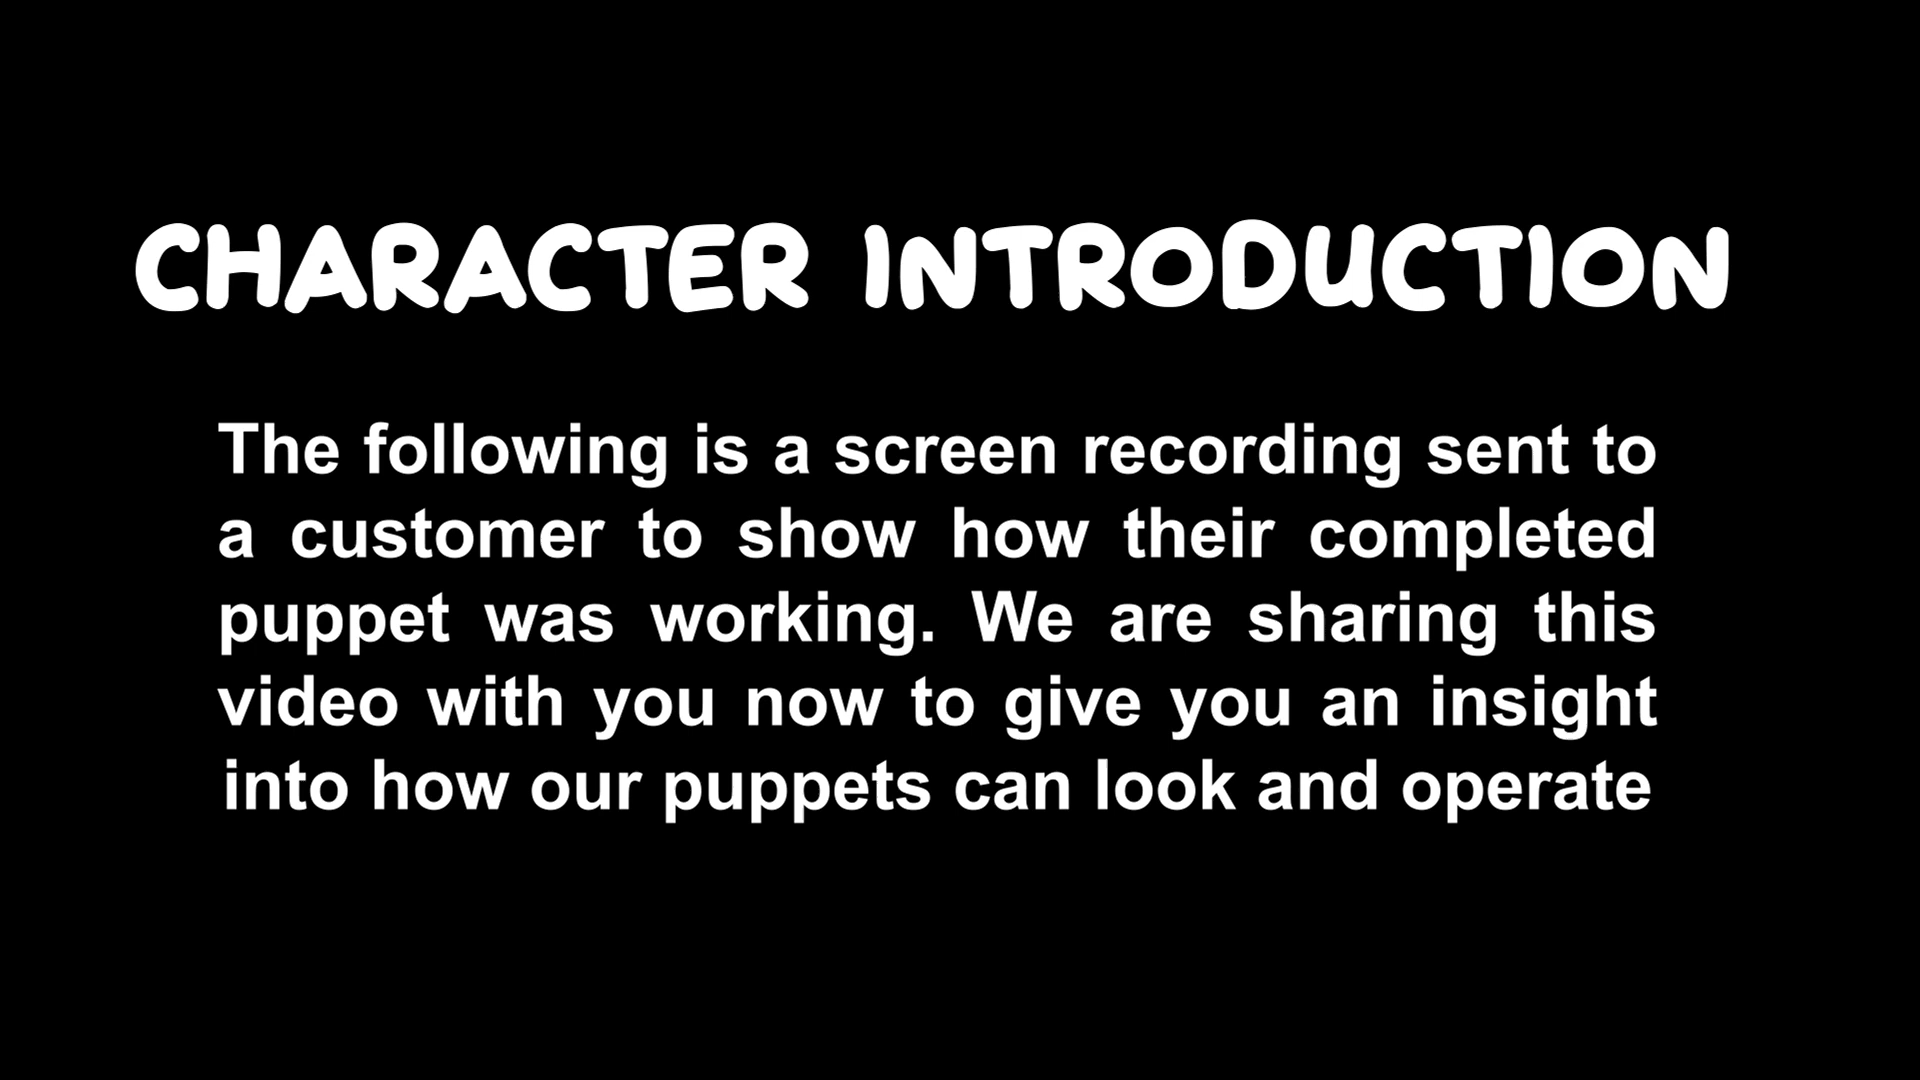 CHARACTER INTRODUCTION
The following is a screen recording sent to
a customer to show how their completed
puppet was working. We are sharing this
video with you now to give you an insight
into how our puppets can look and operate